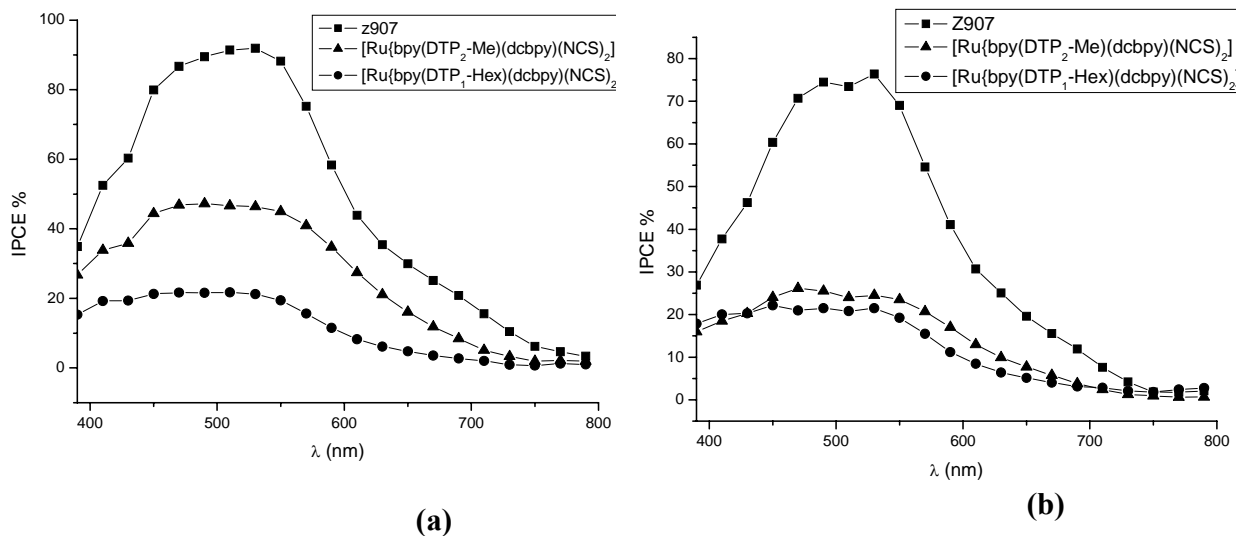 100
80
60
40
20
0
400
500
600
700
800
IPCE %
λ (nm)
z907
[Ru{bpy(DTP₂-Me)(dcbpy)(NCS)₂]
[Ru{bpy(DTP₁-Hex)(dcbpy)(NCS)₂
(a)
80
70
60
50
40
30
20
10
0
400
500
600
700
800
IPCE %
λ (nm)
Z907
[Ru{bpy(DTP₂-Me)(dcbpy)(NCS)₂]
[Ru{bpy(DTP₁-Hex)(dcbpy)(NCS)₂
(b)